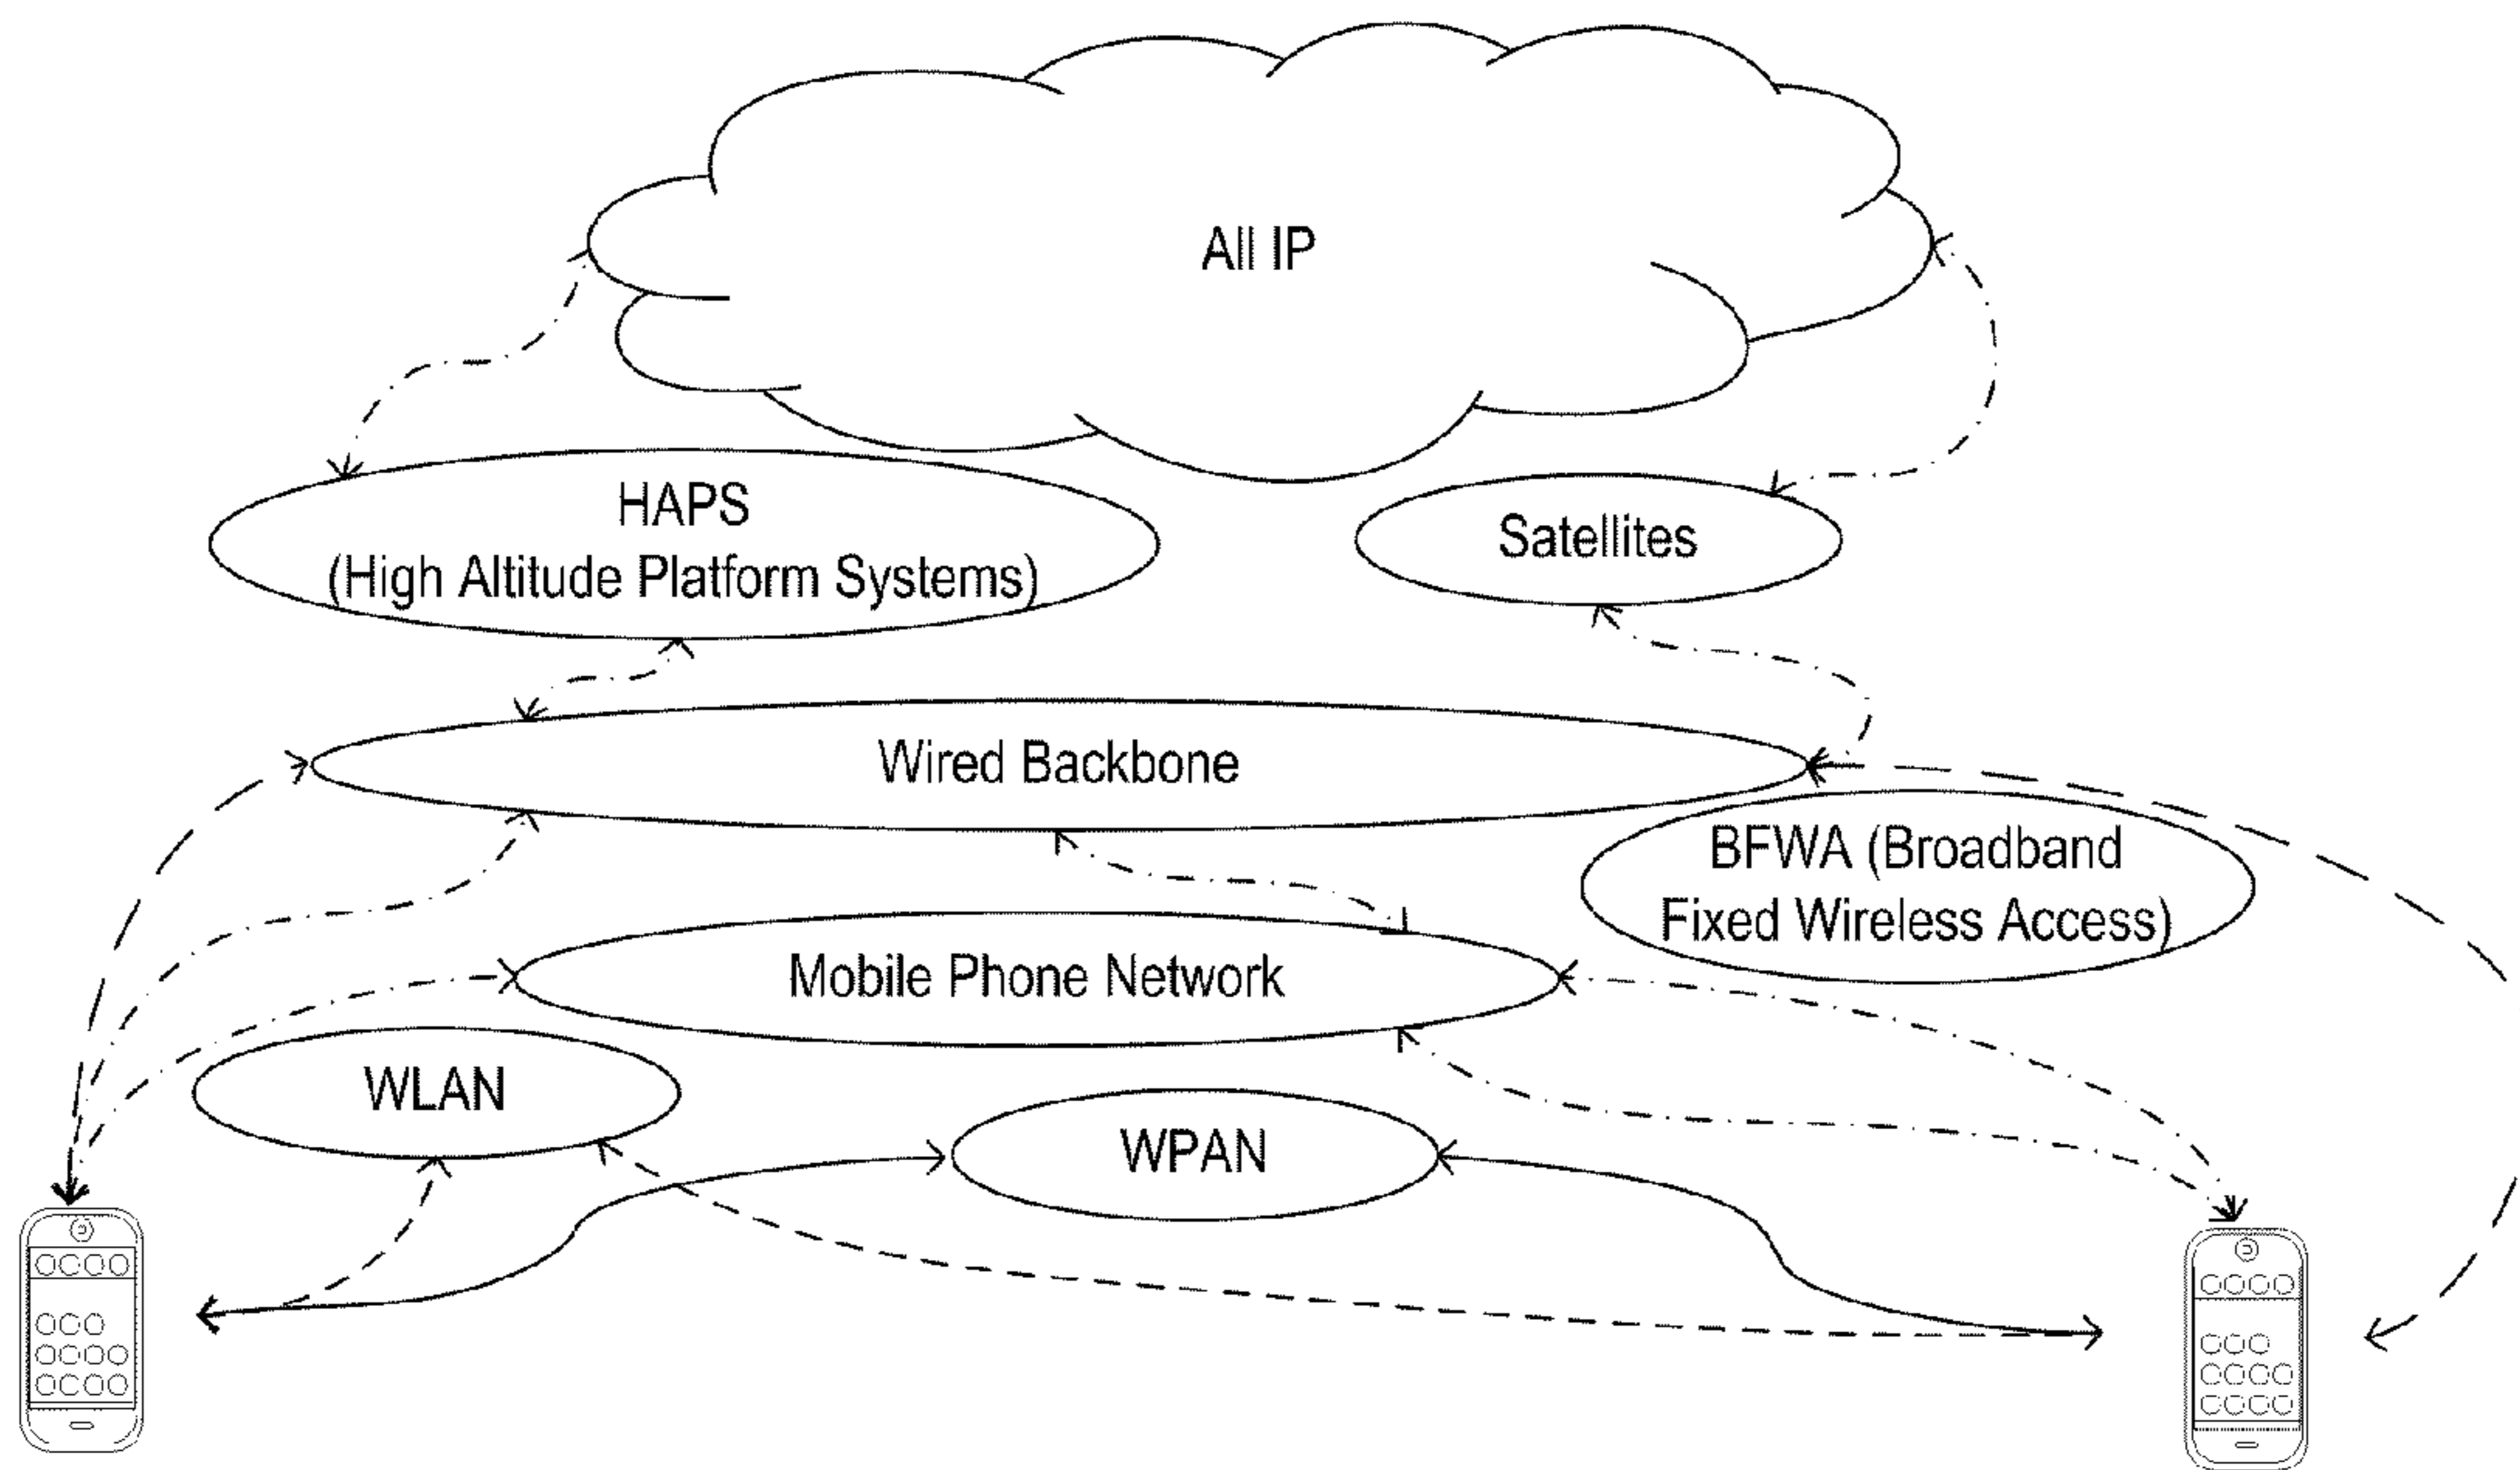 All IP
HAPS
(High Altitude Platform Systems)
Satellites
Wired Backbone
BFWA (Broadband
Fixed Wireless Access)
Mobile Phone Network
WLAN
WPAN